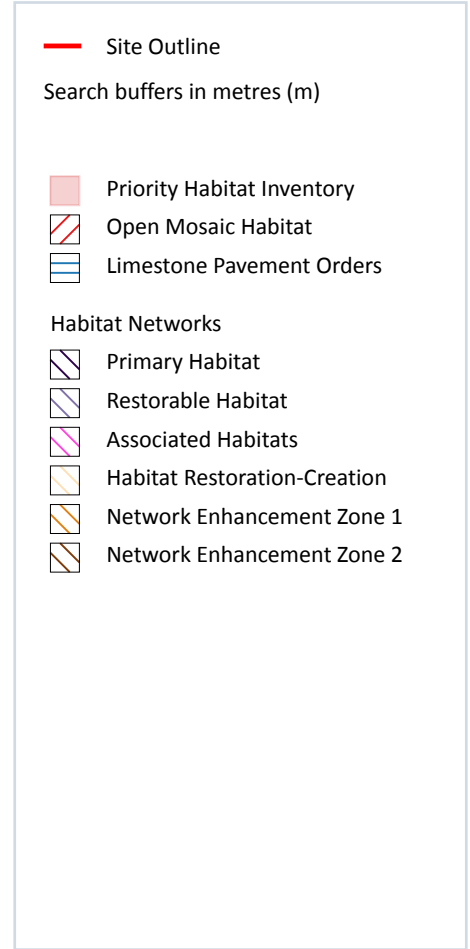 Site Outline
Search buffers in metres (m)
Priority Habitat Inventory
Open Mosaic Habitat
Limestone Pavement Orders
Habitat Networks
Primary Habitat
Restorable Habitat
Associated Habitats
Habitat Restoration-Creation
Network Enhancement Zone 1
Network Enhancement Zone 2